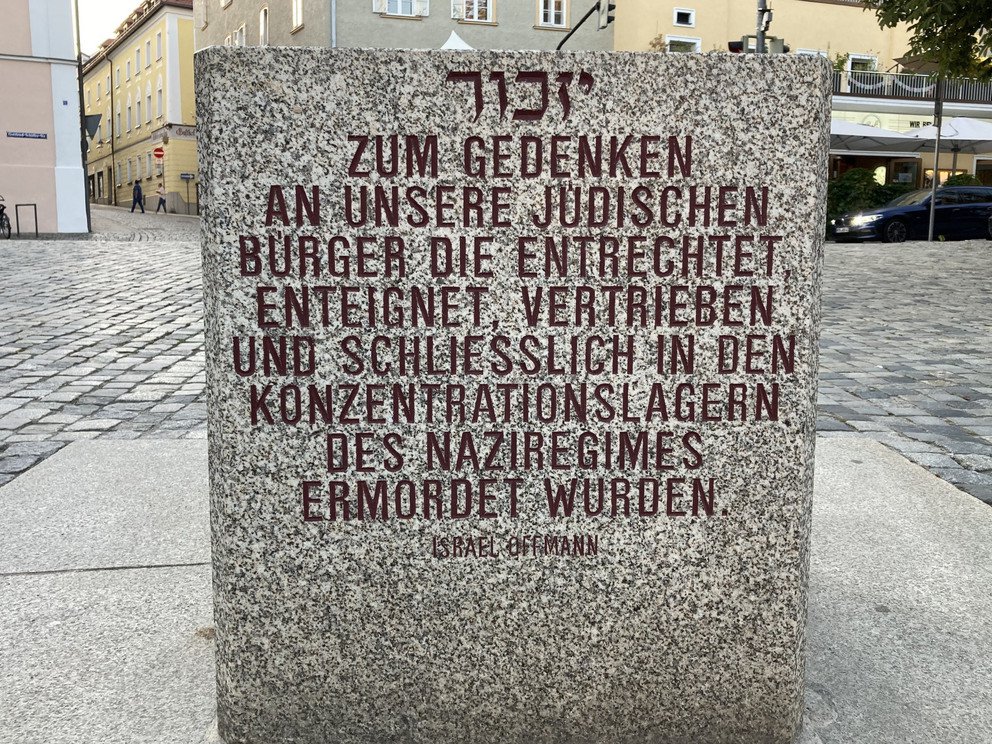 יזכור
ZUM GEDENKEN
AN UNSERE JÜDISCHEN
BÜRGER DIE ENTRECHTET,
ENTEIGNET, VERTRIEBEN
UND SCHLIESSLICH IN DEN
KONZENTRATIONSLAGERN
DES NAZIREGIMES
ERMORDET WURDEN.
ISRAEL OFFMANN